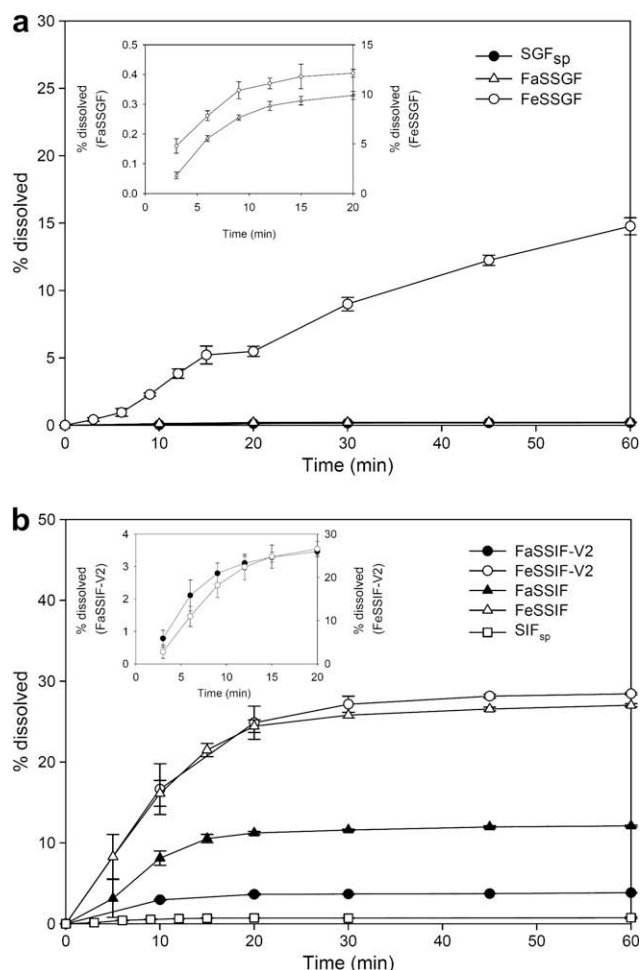 a
30
25
20
15
10
5
0
% dissolved
0 10 20 30 40 50 60
Time (min)
SGFsp
FaSSGF
FeSSGF
0.5
0.4
0.3
0.2
0.1
0.0
% dissolved
(FaSSGF)
15
10
5
0
% dissolved
(FeSSGF)
0 5 10 15 20
Time (min)
b
50
40
30
20
10
0
% dissolved
0 10 20 30 40 50 60
Time (min)
FaSSIF-V2
FeSSIF-V2
FaSSIF
FeSSIF
SIFsp
4
3
2
1
0
% dissolved
(FaSSIF-V2)
30
20
10
0
% dissolved
(FeSSIF-V2)
0 5 10 15 20
Time (min)